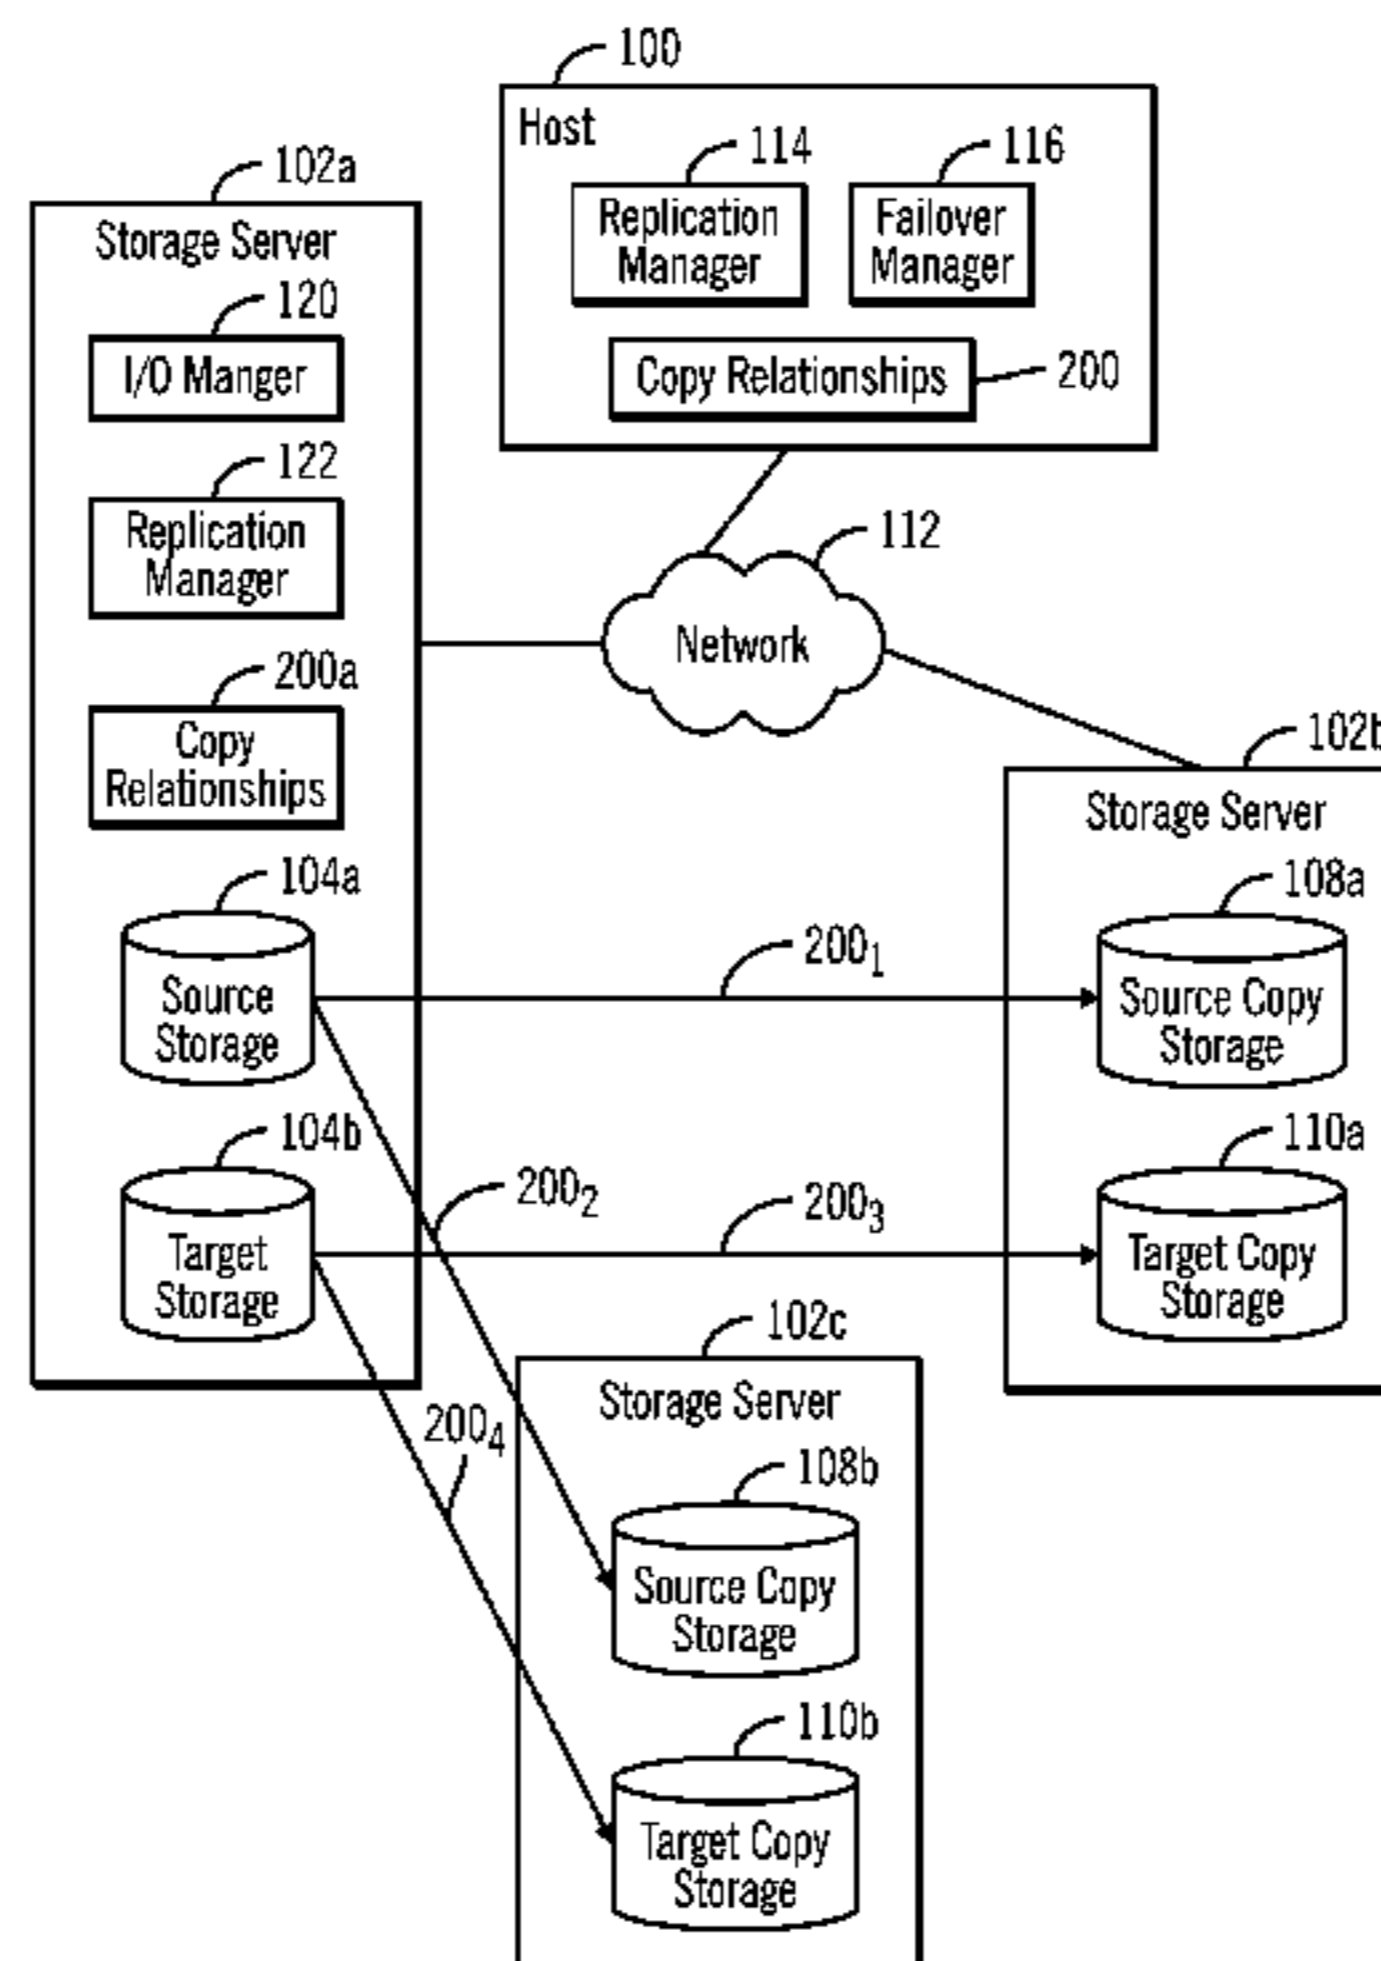 100
Host
114
116
Replication
Manager
Failover
Manager
Copy Relationships
200
102a
Storage Server
120
I/O Manger
122
Replication
Manager
200a
Copy
Relationships
112
Network
102b
Storage Server
104a
Source
Storage
200₁
108a
Source Copy
Storage
104b
Target
Storage
200₂
200₃
110a
Target Copy
Storage
102c
Storage Server
200₄
108b
Source Copy
Storage
110b
Target Copy
Storage